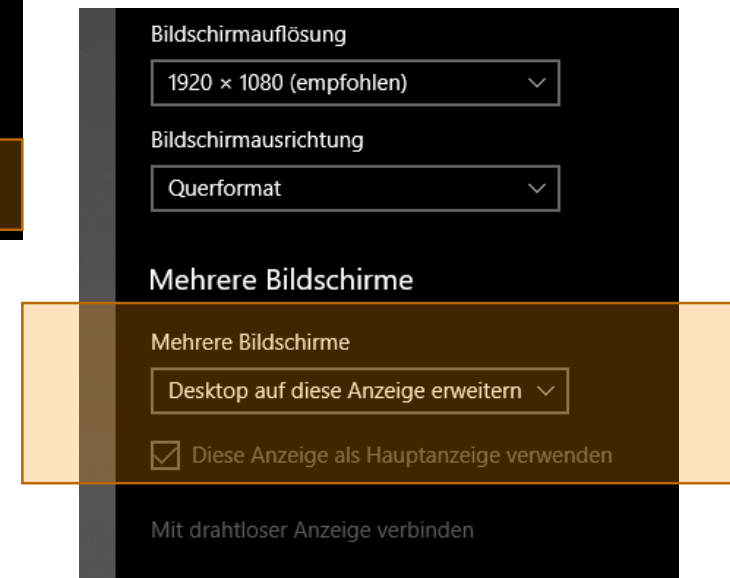 Bildschirmauflösung
1920 × 1080 (empfohlen)
Bildschirmausrichtung
Querformat
Mehrere Bildschirme
Mehrere Bildschirme
Desktop auf diese Anzeige erweitern
Diese Anzeige als Hauptanzeige verwenden
Mit drahtloser Anzeige verbinden